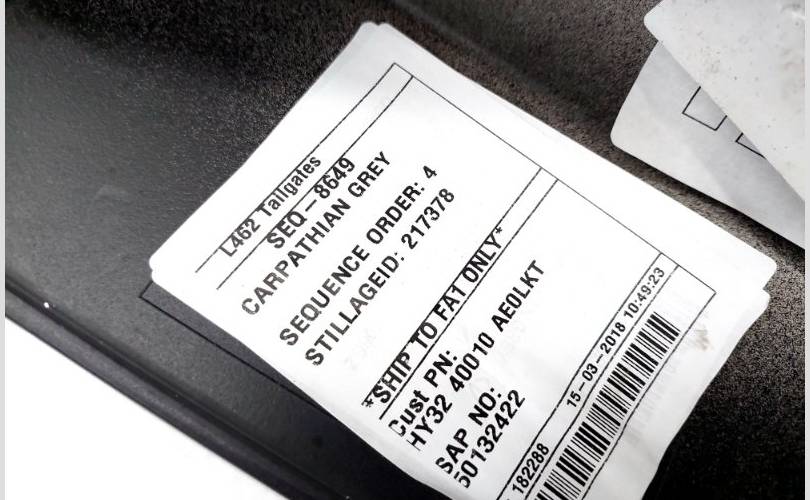 L462 Tailgates
SEQ-8649
CARPATHIAN GREY
SEQUENCE ORDER: 4
STILLAGEID: 217378
*SHIP TO FA1 ONLY*
Cust PN:
HY32 40010 AE0LKT
SAP NO:
50132422
182288 15-03-2018 10:49:23